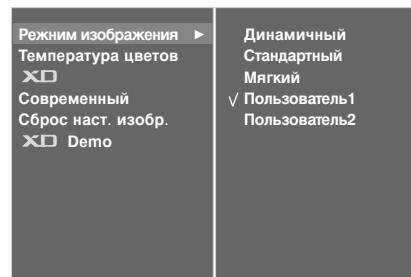 Режим изображения ►
Температура цветов
XD
Современный
Сброс наст. изобр.
XD Demo
Динамичный
Стандартный
Мягкий
√ Пользователь1
Пользователь2